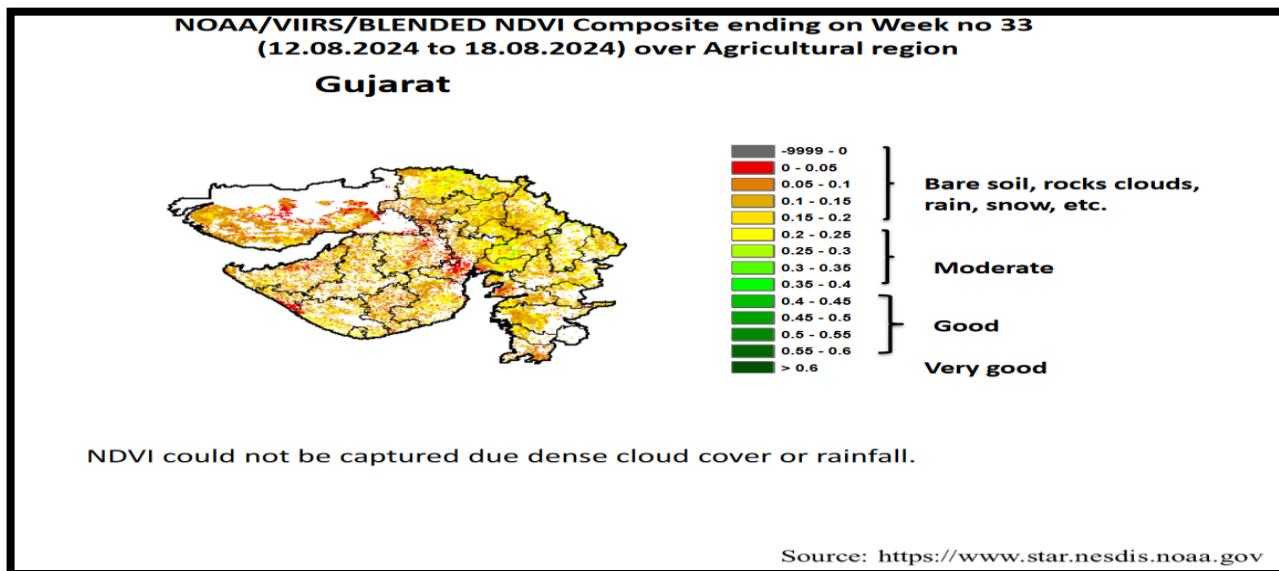 NOAA/VIIRS/BLENDED NDVI Composite ending on Week no 33
(12.08.2024 to 18.08.2024) over Agricultural region
Gujarat
-9999 - 0
0 - 0.05
0.05 - 0.1
0.1 - 0.15
0.15 - 0.2
0.2 - 0.25
0.25 - 0.3
0.3 - 0.35
0.35 - 0.4
0.4 - 0.45
0.45 - 0.5
0.5 - 0.55
0.55 - 0.6
> 0.6
Bare soil, rocks clouds,
rain, snow, etc.
Moderate
Good
Very good
NDVI could not be captured due dense cloud cover or rainfall.
Source: https://www.star.nesdis.noaa.gov